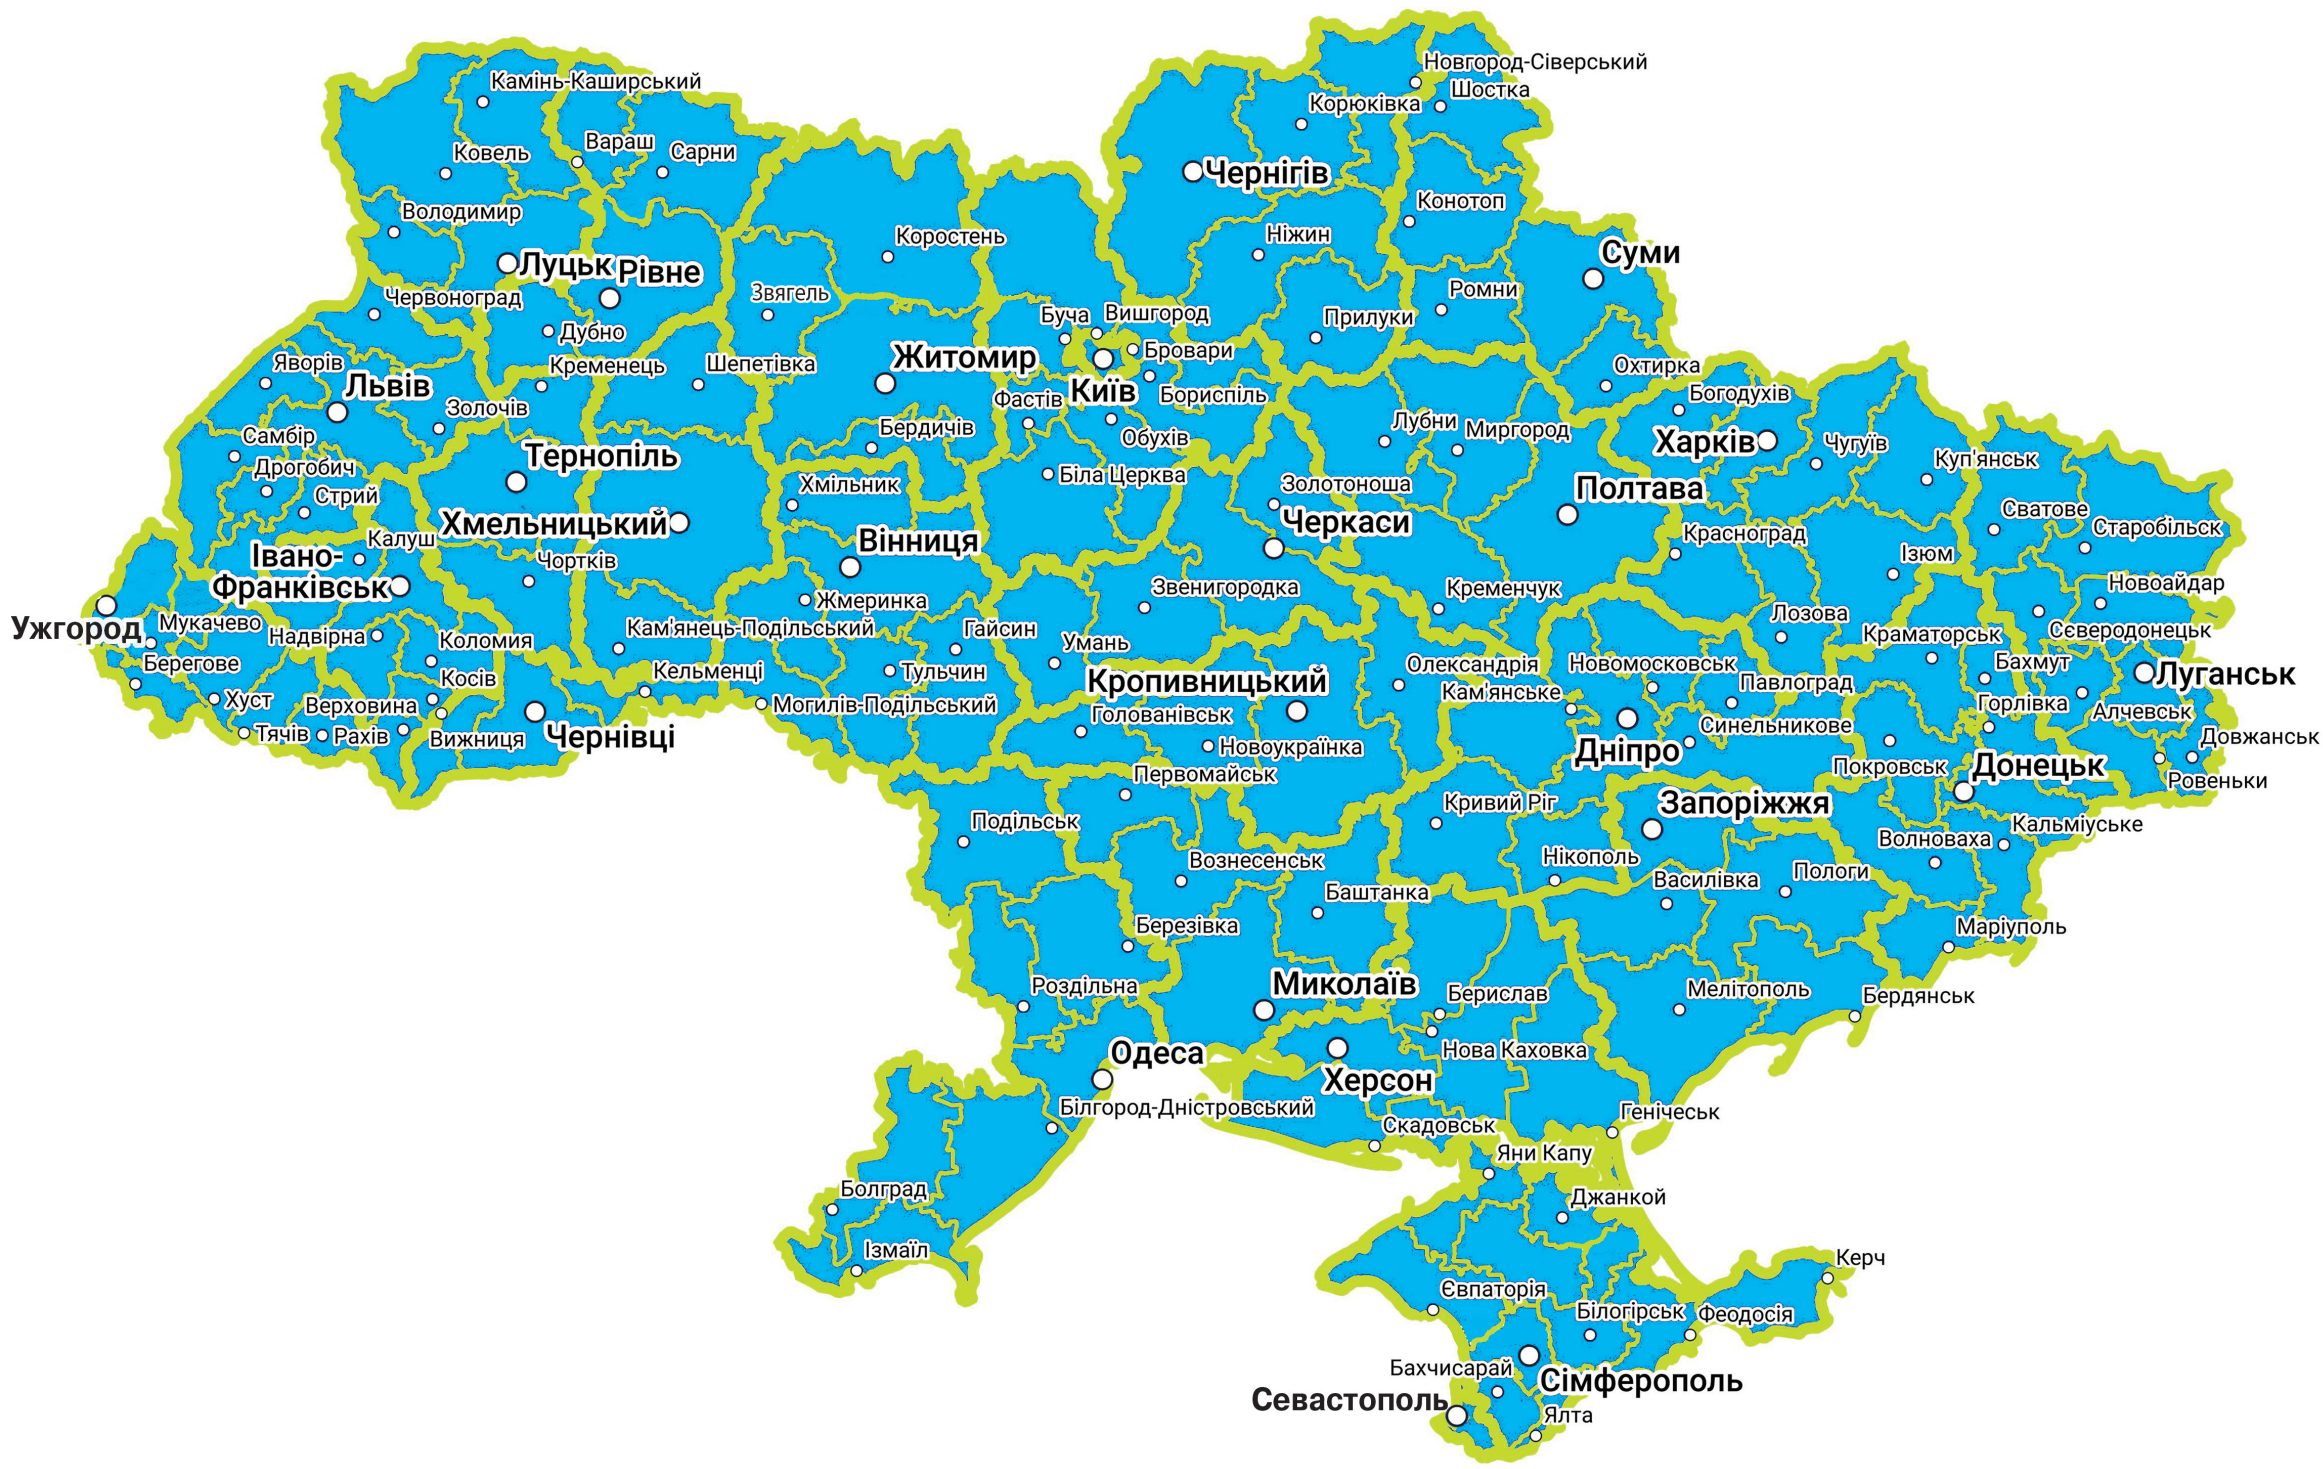 Новгород-Сіверський
Камінь-Каширський
Шостка
Корюківка
Вараш
Сарни
Ковель
Чернігів
Конотоп
Володимир
Ніжин
Коростень
Суми
Луцьк
Рівне
Ромни
Звягель
Червоноград
Буча
Вишгород
Прилуки
Дубно
Бровари
Житомир
Яворів
Кременець
Шепетівка
Охтирка
Львів
Київ
Бориспіль
Богодухів
Фастів
Золочів
Лубни
Миргород
Бердичів
Обухів
Самбір
Харків
Чугуїв
Тернопіль
Куп'янськ
Дрогобич
Біла Церква
Хмільник
Золотоноша
Полтава
Стрий
Сватове
Хмельницький
Черкаси
Старобільск
Калуш
Вінниця
Красноград
Івано-
Франківськ
Чортків
Ізюм
Новоайдар
Звенигородка
Кременчук
Жмеринка
Лозова
Ужгород
Мукачево
Надвірна
Коломия
Кам'янець-Подільський
Гайсин
Умань
Краматорськ
Сєверодонецьк
Берегове
Косів
Кельменці
Тульчин
Олександрія
Новомосковськ
Бахмут
Луганськ
Кропивницький
Кам'янське
Павлоград
Хуст
Верховина
Могилів-Подільський
Горлівка
Алчевськ
Голованівськ
Синельникове
Тячів
Рахів
Вижниця
Чернівці
Новоукраїнка
Дніпро
Довжанськ
Покровськ
Донецьк
Первомайськ
Ровеньки
Кривий Ріг
Запоріжжя
Подільськ
Кальміуське
Волноваха
Вознесенськ
Нікополь
Пологи
Василівка
Баштанка
Березівка
Маріуполь
Роздільна
Миколаїв
Берислав
Мелітополь
Бердянськ
Одеса
Нова Каховка
Херсон
Білгород-Дністровський
Генічеськ
Скадовськ
Яни Капу
Болград
Джанкой
Ізмаїл
Керч
Євпаторія
Білогірськ
Феодосія
Бахчисарай
Сімферополь
Севастополь
Ялта